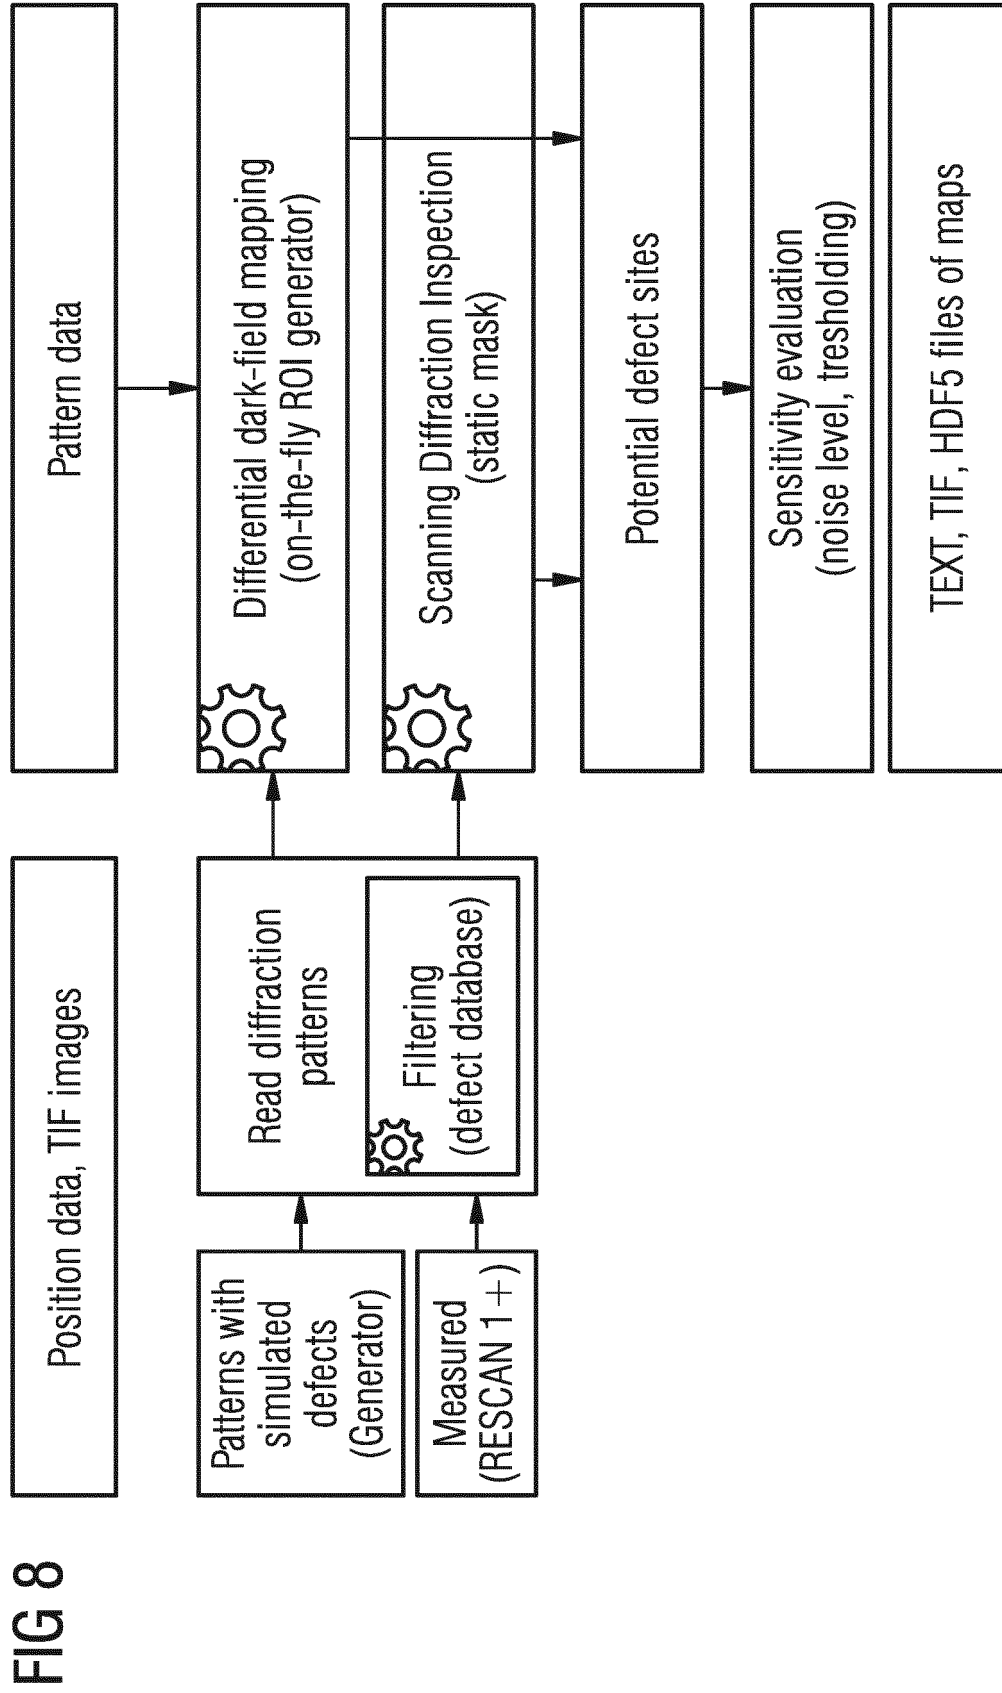 FIG 8
Position data, TIF images
Pattern data
Patterns with
simulated
defects
(Generator)
Measured
(RESCAN 1+)
Read diffraction
patterns
Filtering
(defect database)
Differential dark-field mapping
(on-the-fly ROI generator)
Scanning Diffraction Inspection
(static mask)
Potential defect sites
Sensitivity evaluation
(noise level, tresholding)
TEXT, TIF, HDF5 files of maps